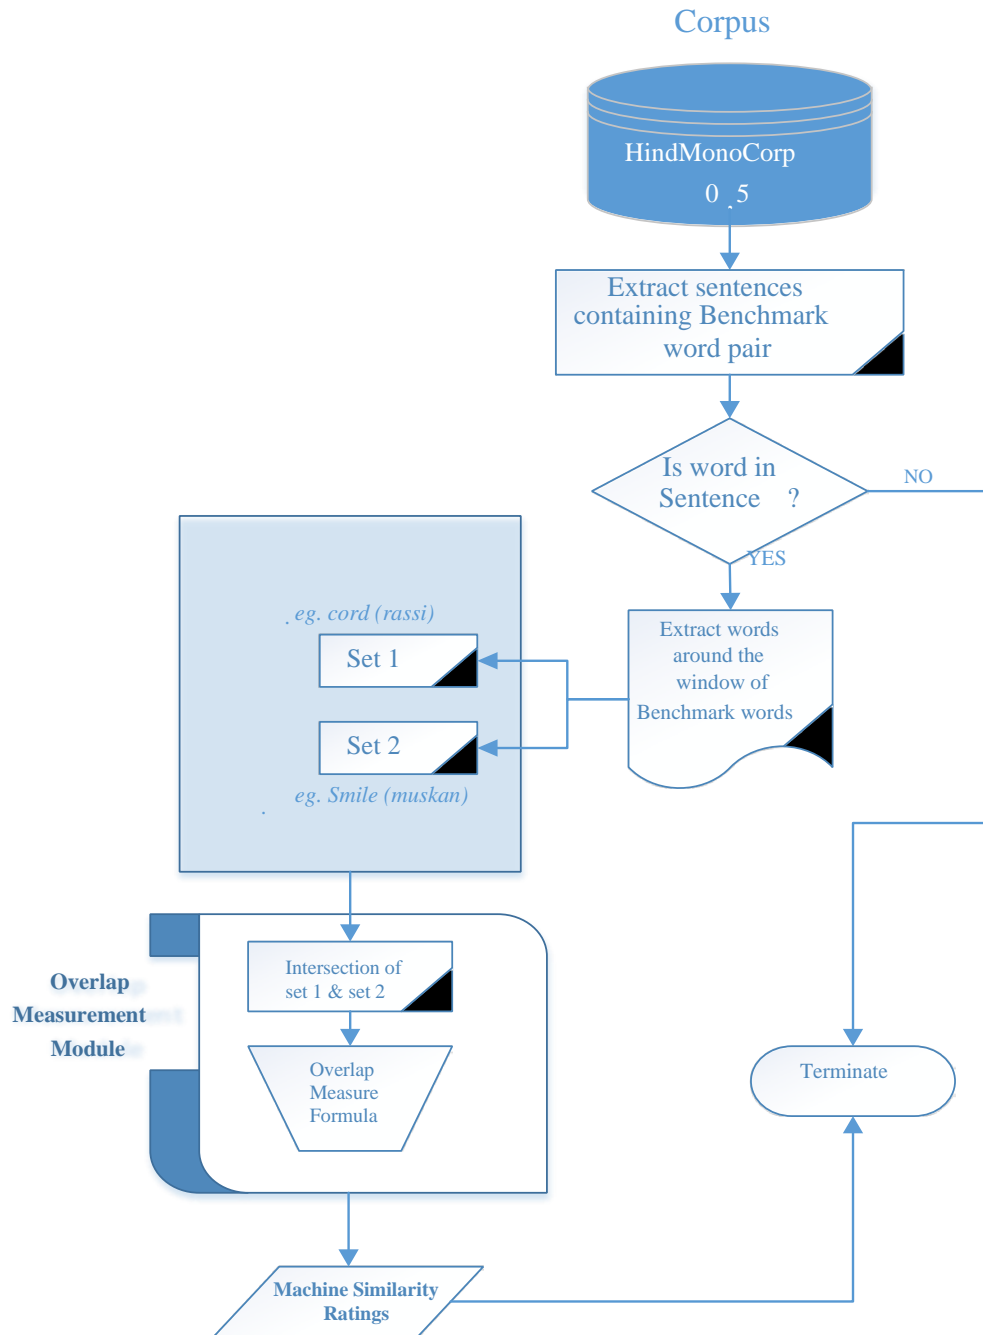 Corpus
HindMonoCorp
0 .5
Extract sentences
containing Benchmark
word pair
Is word in
Sentence ?
NO
YES
Extract words
around the
window of
Benchmark words
. eg. cord (rassi)
Set 1
Set 2
eg. Smile (muskan)
.
Intersection of
set 1 & set 2
Overlap
Measurement
Module
Overlap
Measure
Formula
Terminate
Machine Similarity
Ratings